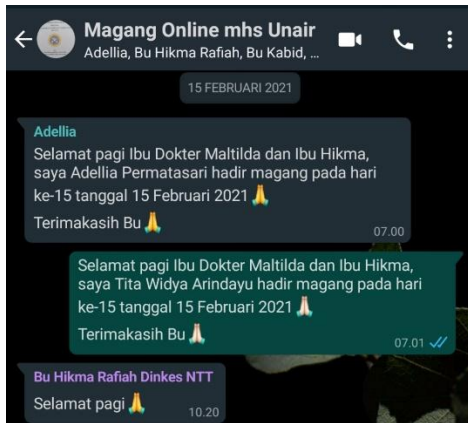 Magang Online mhs Unair
Adellia, Bu Hikma Rafiah, Bu Kabid, ...
15 FEBRUARI 2021
Adellia
Selamat pagi Ibu Dokter Maltilda dan Ibu Hikma,
saya Adellia Permatasari hadir magang pada hari
ke-15 tanggal 15 Februari 2021 🙏
Terimakasih Bu 🙏
07.00
Selamat pagi Ibu Dokter Maltilda dan Ibu Hikma,
saya Tita Widya Arindayu hadir magang pada hari
ke-15 tanggal 15 Februari 2021 🙏🏻
Terimakasih Bu 🙏🏻
07.01
Bu Hikma Rafiah Dinkes NTT
Selamat pagi 🙏
10.20